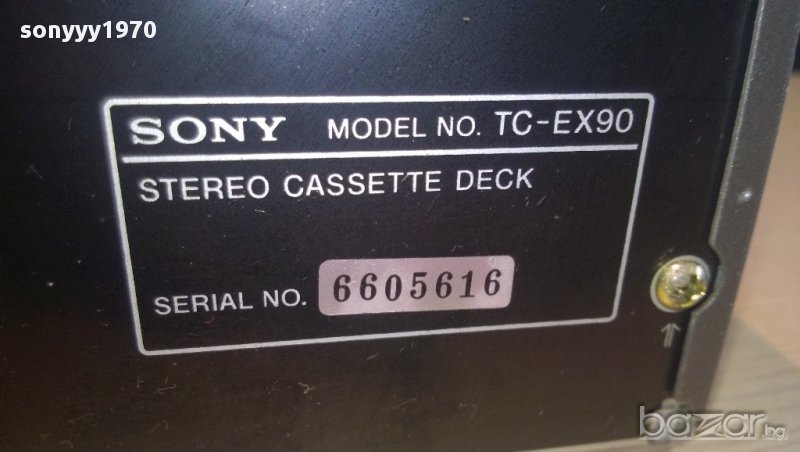 sonyyy1970
SONY MODEL NO. TC-EX90
STEREO CASSETTE DECK
SERIAL NO. 6605616
bazar.bg